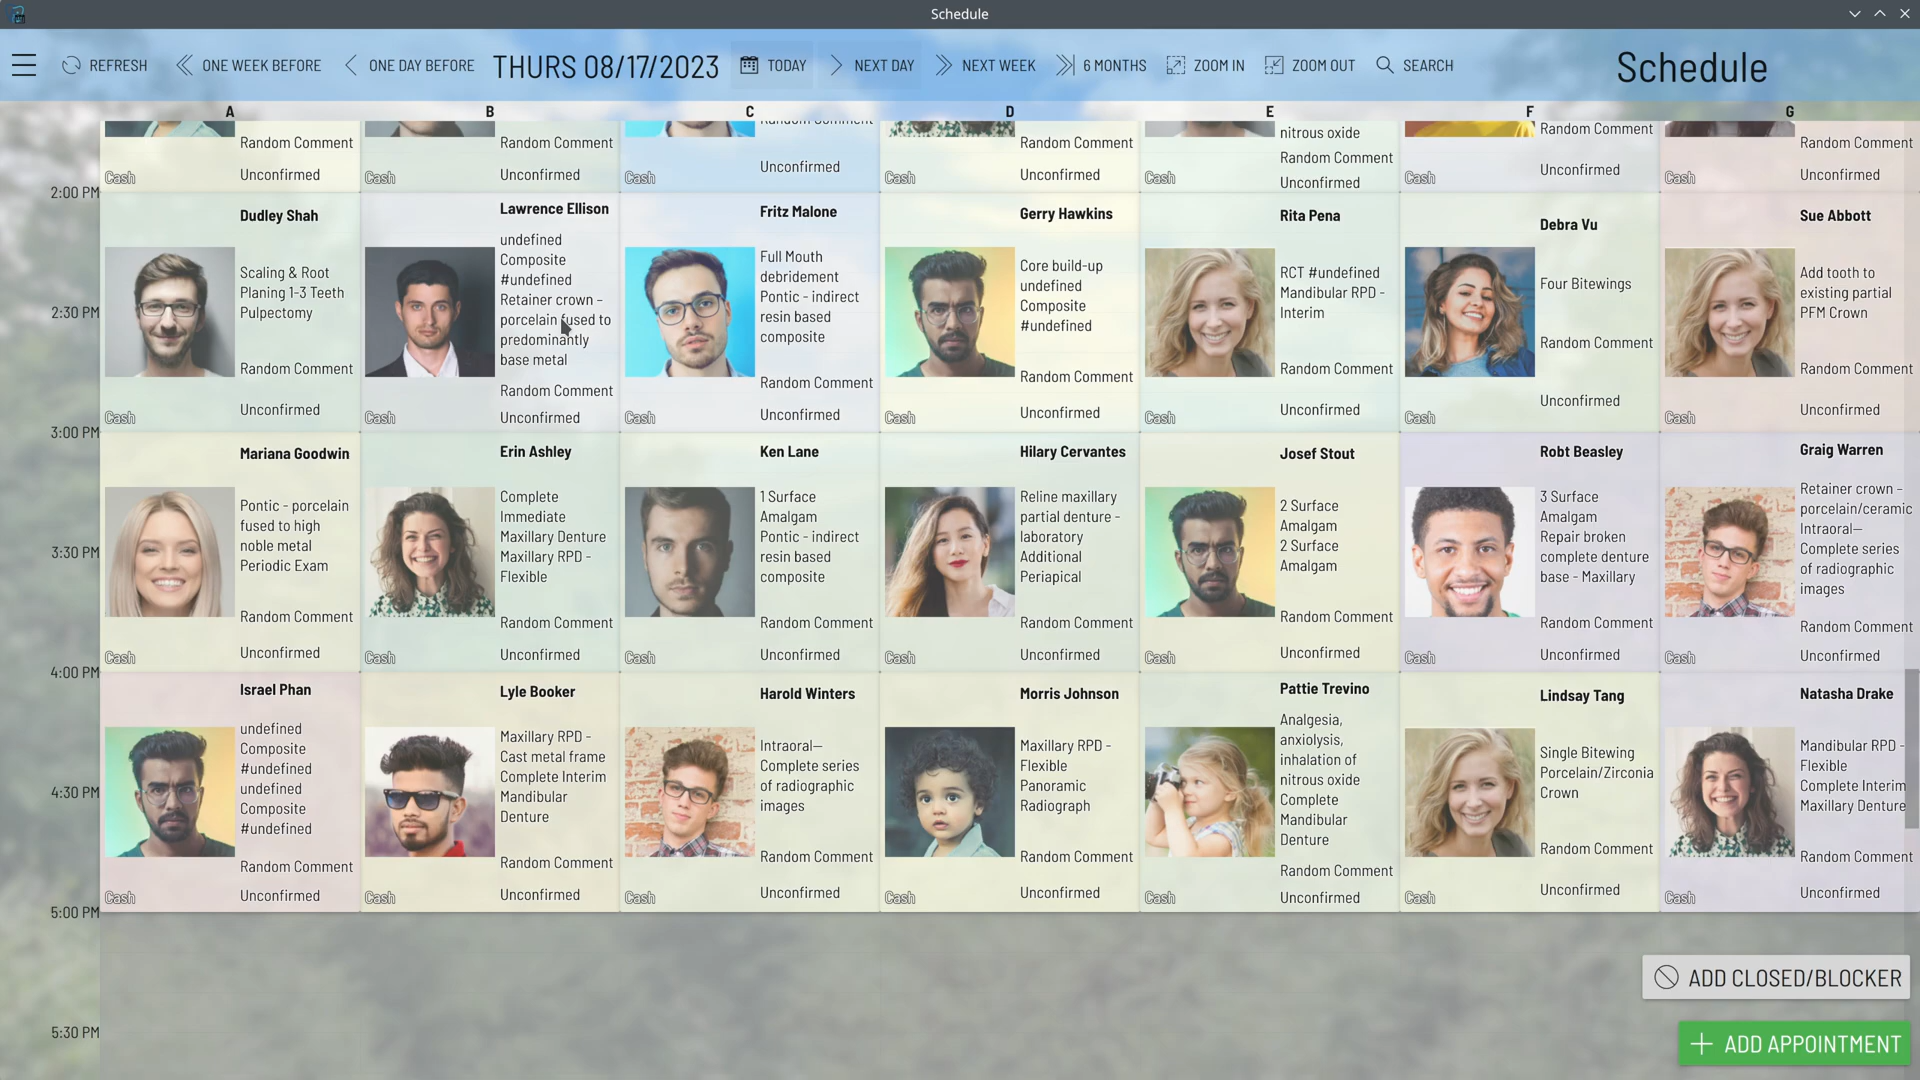 Schedule
REFRESH ONE WEEK BEFORE ONE DAY BEFORE THURS 08/17/2023 TODAY NEXT DAY NEXT WEEK 6 MONTHS ZOOM IN ZOOM OUT SEARCH Schedule
A B C D E F G
Random Comment
Unconfirmed
Cash
Random Comment
Unconfirmed
Cash
Random Comment
Unconfirmed
Cash
Random Comment
Unconfirmed
Cash
nitrous oxide
Random Comment
Unconfirmed
Cash
Random Comment
Unconfirmed
Cash
Random Comment
Unconfirmed
Cash
2:00 PM
Dudley Shah
Scaling & Root
Planing 1-3 Teeth
Pulpectomy
Random Comment
Unconfirmed
Cash
Lawrence Ellison
undefined
Composite
#undefined
Retainer crown -
porcelain fused to
predominantly
base metal
Random Comment
Unconfirmed
Cash
Fritz Malone
Full Mouth
debridement
Pontic - indirect
resin based
composite
Random Comment
Unconfirmed
Cash
Gerry Hawkins
Core build-up
undefined
Composite
#undefined
Random Comment
Unconfirmed
Cash
Rita Pena
RCT #undefined
Mandibular RPD -
Interim
Random Comment
Unconfirmed
Cash
Debra Vu
Four Bitewings
Random Comment
Unconfirmed
Cash
Sue Abbott
Add tooth to
existing partial
PFM Crown
Random Comment
Unconfirmed
Cash
2:30 PM
3:00 PM
Mariana Goodwin
Pontic - porcelain
fused to high
noble metal
Periodic Exam
Random Comment
Unconfirmed
Cash
Erin Ashley
Complete
Immediate
Maxillary Denture
Maxillary RPD -
Flexible
Random Comment
Unconfirmed
Cash
Ken Lane
1 Surface
Amalgam
Pontic - indirect
resin based
composite
Random Comment
Unconfirmed
Cash
Hilary Cervantes
Reline maxillary
partial denture -
laboratory
Additional
Periapical
Random Comment
Unconfirmed
Cash
Josef Stout
2 Surface
Amalgam
2 Surface
Amalgam
Random Comment
Unconfirmed
Cash
Robt Beasley
3 Surface
Amalgam
Repair broken
complete denture
base - Maxillary
Random Comment
Unconfirmed
Cash
Graig Warren
Retainer crown -
porcelain/ceramic
Intraoral—
Complete series
of radiographic
images
Random Comment
Unconfirmed
Cash
3:30 PM
4:00 PM
Israel Phan
undefined
Composite
#undefined
undefined
Composite
#undefined
Random Comment
Unconfirmed
Cash
Lyle Booker
Maxillary RPD -
Cast metal frame
Complete Interim
Mandibular
Denture
Random Comment
Unconfirmed
Cash
Harold Winters
Intraoral—
Complete series
of radiographic
images
Random Comment
Unconfirmed
Cash
Morris Johnson
Maxillary RPD -
Flexible
Panoramic
Radiograph
Random Comment
Unconfirmed
Cash
Pattie Trevino
Analgesia,
anxiolysis,
inhalation of
nitrous oxide
Complete
Mandibular
Denture
Random Comment
Unconfirmed
Cash
Lindsay Tang
Single Bitewing
Porcelain/Zirconia
Crown
Random Comment
Unconfirmed
Cash
Natasha Drake
Mandibular RPD -
Flexible
Complete Interim
Maxillary Denture
Random Comment
Unconfirmed
Cash
4:30 PM
5:00 PM
ADD CLOSED/BLOCKER
5:30 PM
ADD APPOINTMENT